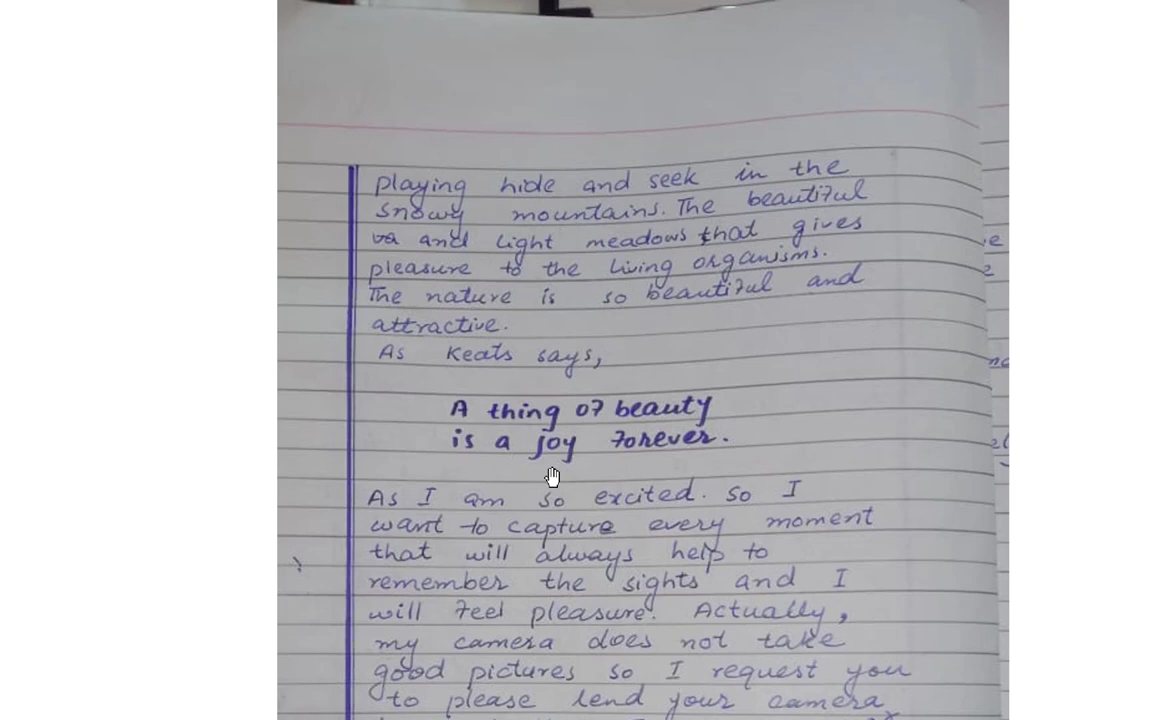 playing hide and seek in the
snowy mountains. The beautiful
va and light meadows that gives
pleasure to the living organisms.
The nature is so beautiful and
attractive.
As Keats says,
A thing of beauty
is a joy forever.
As I am so excited. so I
want to capture every moment
that will always help to
remember the sights and I
will feel pleasure. Actually,
my camera does not take
good pictures so I request you
to please lend your camera